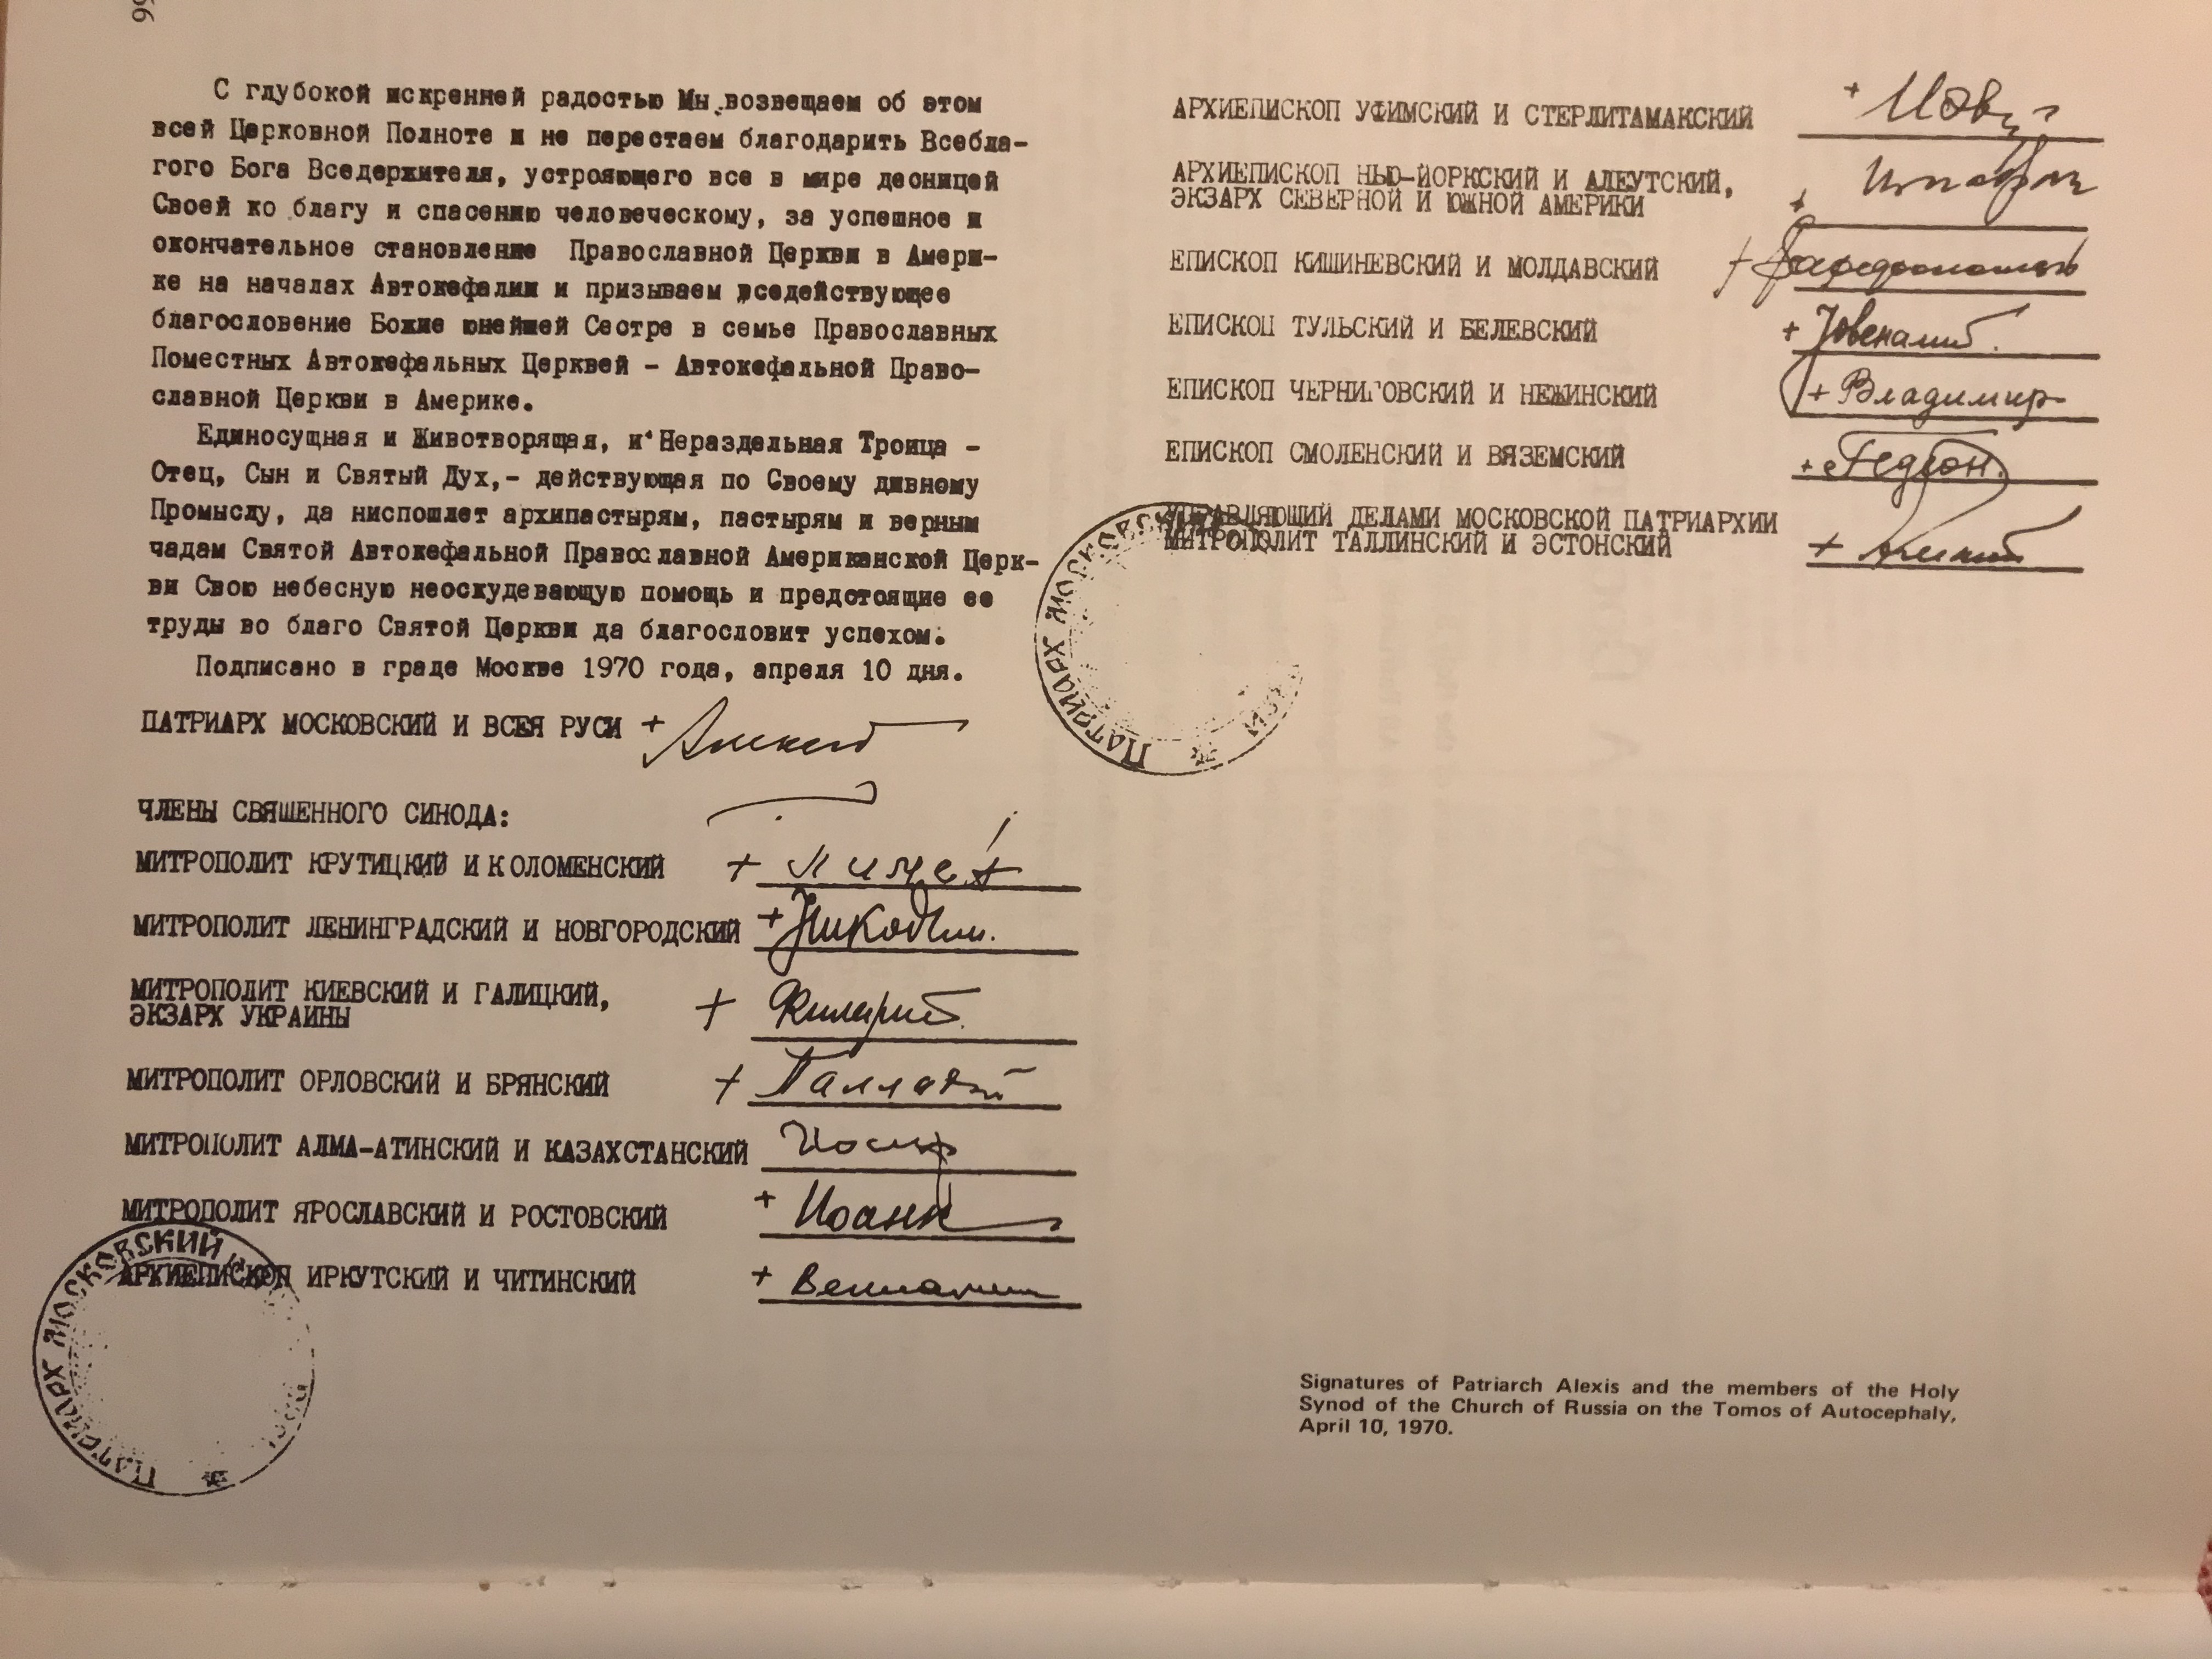 99
С глубокой искренней радостью Мы возвещаем об этом
всей Церковной Полноте и не перестаем благодарить Всебла-
гого Бога Вседержителя, устрояющего все в мире десницей
Своей ко благу и спасению человеческому, за успешное и
окончательное становление Православной Церкви в Амери-
ке на началах Автокефалии и призываем вседействующее
благословение Божие юнейшей Сестре в семье Православных
Поместных Автокефальных Церквей - Автокефальной Право-
славной Церкви в Америке.
Единосущная и Животворящая, и Нераздельная Троица -
Отец, Сын и Святый Дух,- действующая по Своему дивному
Промыслу, да ниспошлет архипастырям, пастырям и верным
чадам Святой Автокефальной Православной Американской Церк-
ви Свою небесную неоскудевающую помощь и предстоящие ее
труды во благо Святой Церкви да благословит успехом.
Подписано в граде Москве 1970 года, апреля 10 дня.
ПАТРИАРХ МОСКОВСКИЙ И ВСЕЯ РУСИ + Алексий
ЧЛЕНЫ СВЯЩЕННОГО СИНОДА:
МИТРОПОЛИТ КРУТИЦКИЙ И КОЛОМЕНСКИЙ + Пимен
МИТРОПОЛИТ ЛЕНИНГРАДСКИЙ И НОВГОРОДСКИЙ + Никодим.
МИТРОПОЛИТ КИЕВСКИЙ И ГАЛИЦКИЙ,
ЭКЗАРХ УКРАИНЫ + Филарет.
МИТРОПОЛИТ ОРЛОВСКИЙ И БРЯНСКИЙ + Палладий
МИТРОПОЛИТ АЛМА-АТИНСКИЙ И КАЗАХСТАНСКИЙ Иосиф
МИТРОПОЛИТ ЯРОСЛАВСКИЙ И РОСТОВСКИЙ + Иоанн
АРХИЕПИСКОП ИРКУТСКИЙ И ЧИТИНСКИЙ + Вениамин
ПАТРИАРХ МОСКОВСКИЙ
АРХИЕПИСКОП УФИМСКИЙ И СТЕРЛИТАМАКСКИЙ + Иов
АРХИЕПИСКОП НЬЮ-ЙОРКСКИЙ И АЛЕУТСКИЙ,
ЭКЗАРХ СЕВЕРНОЙ И ЮЖНОЙ АМЕРИКИ +
ЕПИСКОП КИШИНЕВСКИЙ И МОЛДАВСКИЙ +
ЕПИСКОП ТУЛЬСКИЙ И БЕЛЕВСКИЙ + Ювеналий.
ЕПИСКОП ЧЕРНИГОВСКИЙ И НЕЖИНСКИЙ + Владимир
ЕПИСКОП СМОЛЕНСКИЙ И ВЯЗЕМСКИЙ + Гедеон.
УПРАВЛЯЮЩИЙ ДЕЛАМИ МОСКОВСКОЙ ПАТРИАРХИИ
МИТРОПОЛИТ ТАЛЛИНСКИЙ И ЭСТОНСКИЙ + Алексий
ПАТРИАРХ МОСКОВСКИЙ
Signatures of Patriarch Alexis and the members of the Holy
Synod of the Church of Russia on the Tomos of Autocephaly,
April 10, 1970.